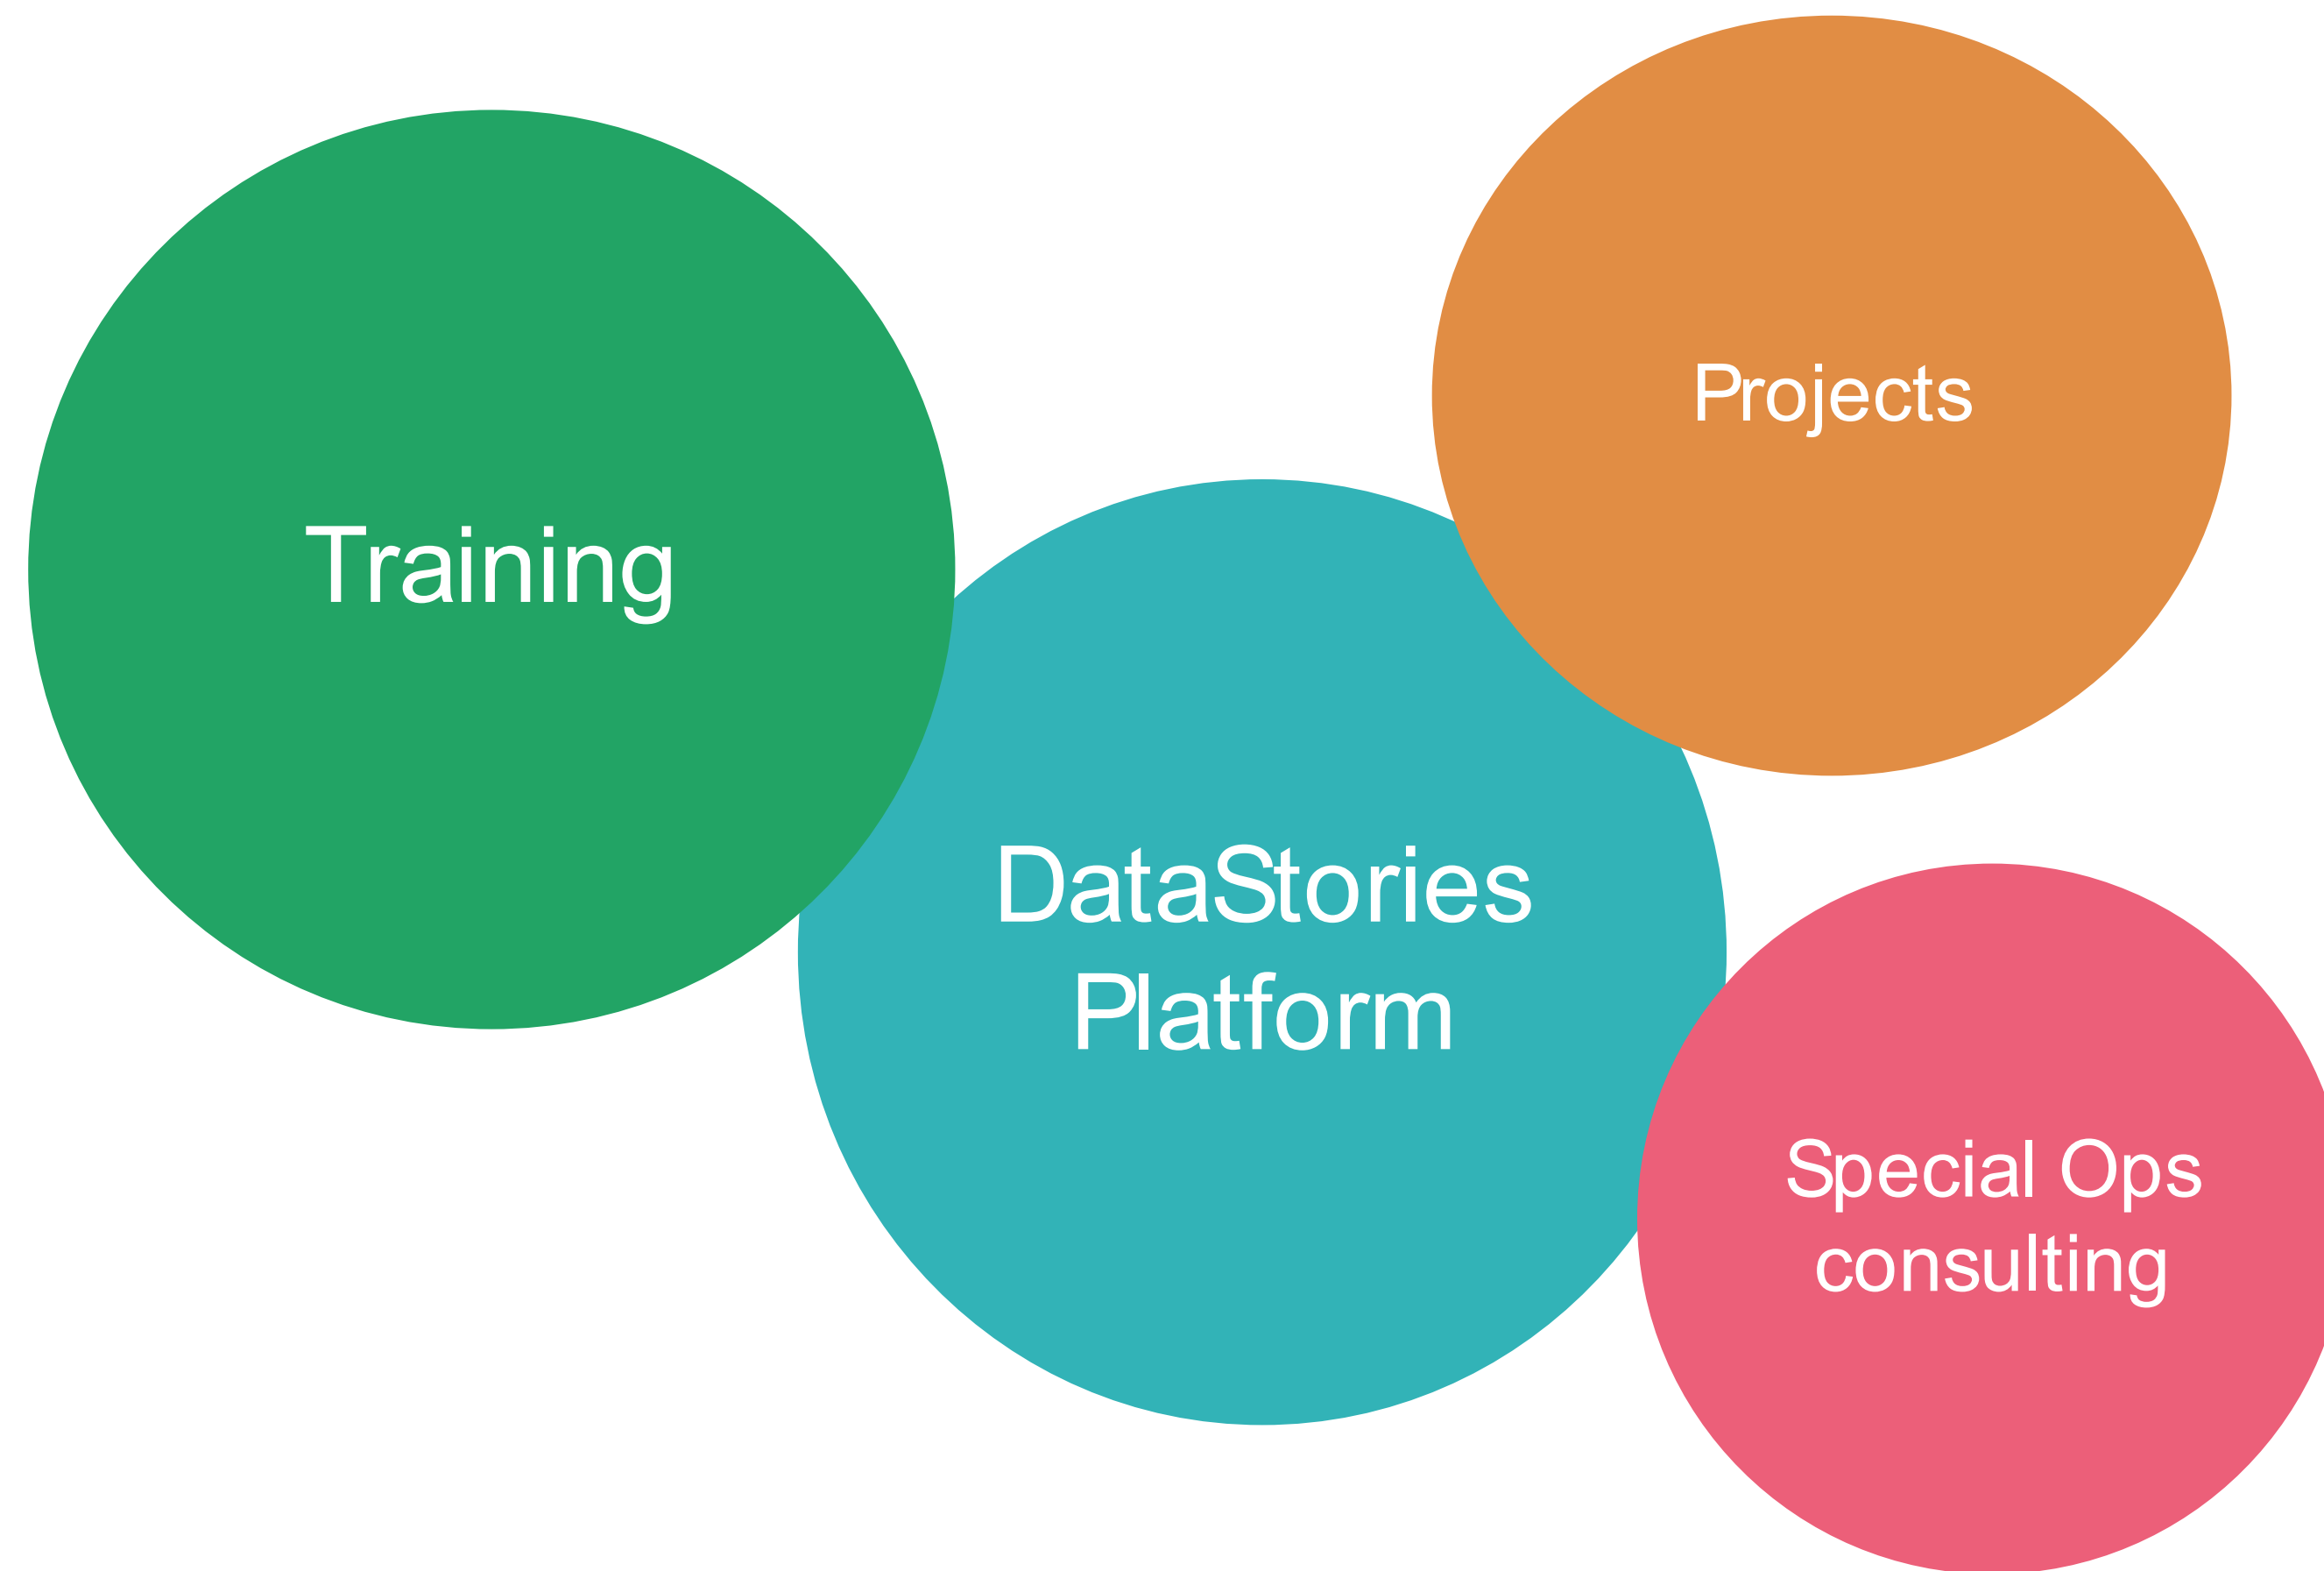 Training
Projects
DataStories
Platform
Special Ops
consulting